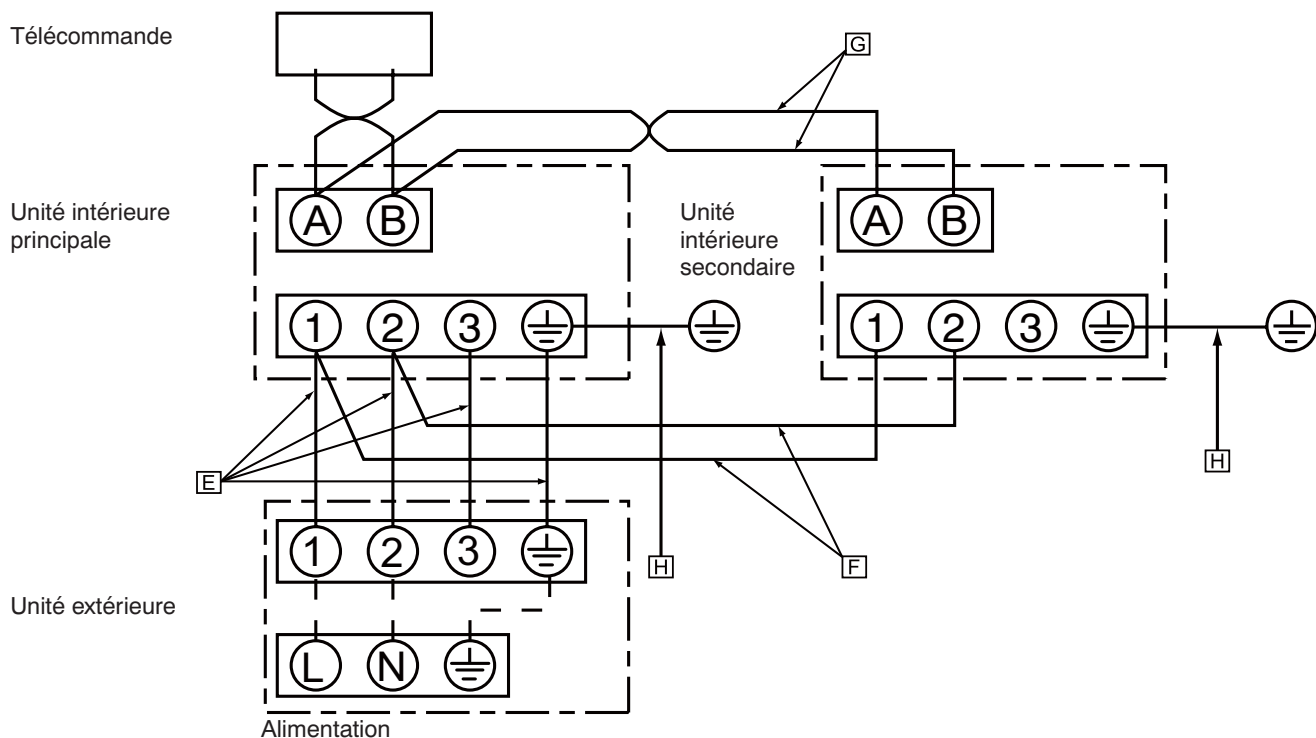 Télécommande
G
A B
Unité intérieure
principale
Unité
intérieure
secondaire
A B
1 2 3
1 2 3
E
H
F
H
1 2 3
Unité extérieure
L N
Alimentation